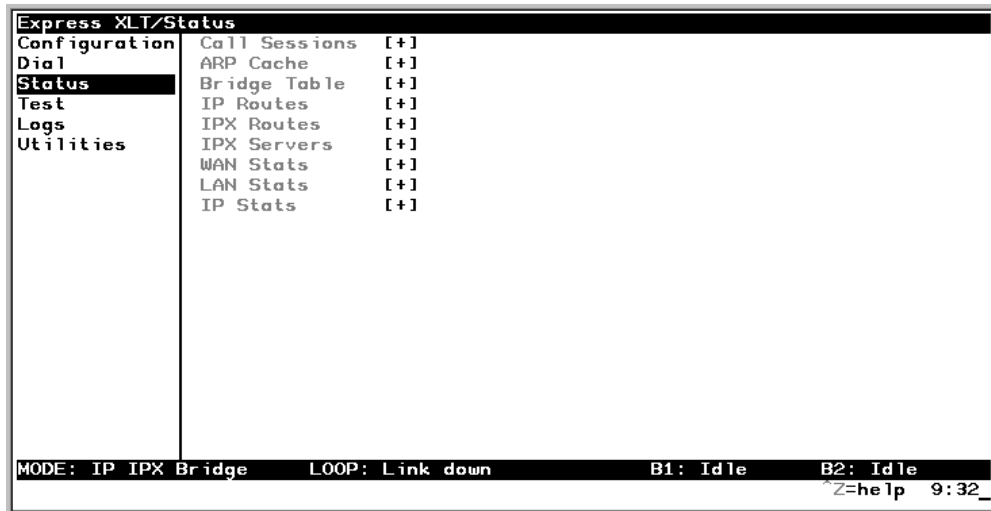 Express XLT/Status
Configuration Call Sessions [+]
Dial ARP Cache [+]
Status Bridge Table [+]
Test IP Routes [+]
Logs IPX Routes [+]
Utilities IPX Servers [+]
WAN Stats [+]
LAN Stats [+]
IP Stats [+]
MODE: IP IPX Bridge LOOP: Link down B1: Idle B2: Idle
^Z=help 9:32_